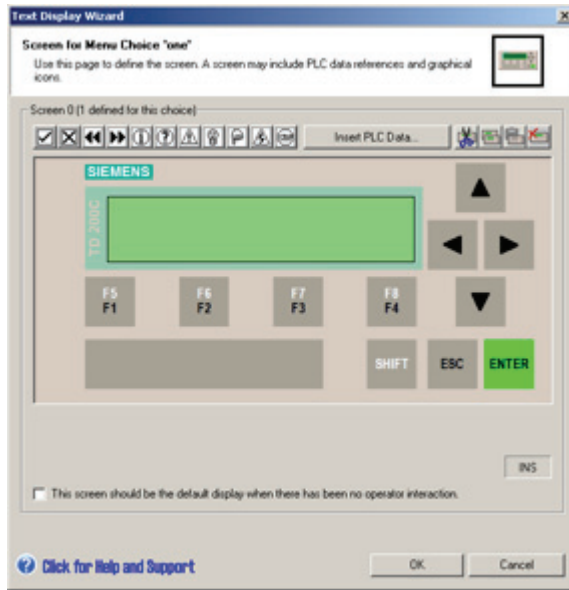 Text Display Wizard
Screen for Menu Choice "one"
Use this page to define the screen. A screen may include PLC data references and graphical
icons.
Screen 0 (1 defined for this choice)
Insert PLC Data...
SIEMENS
TD 200C
F5 F6 F7 F8
F1 F2 F3 F4
SHIFT ESC ENTER
INS
This screen should be the default display when there has been no operator interaction.
Click for Help and Support
OK Cancel